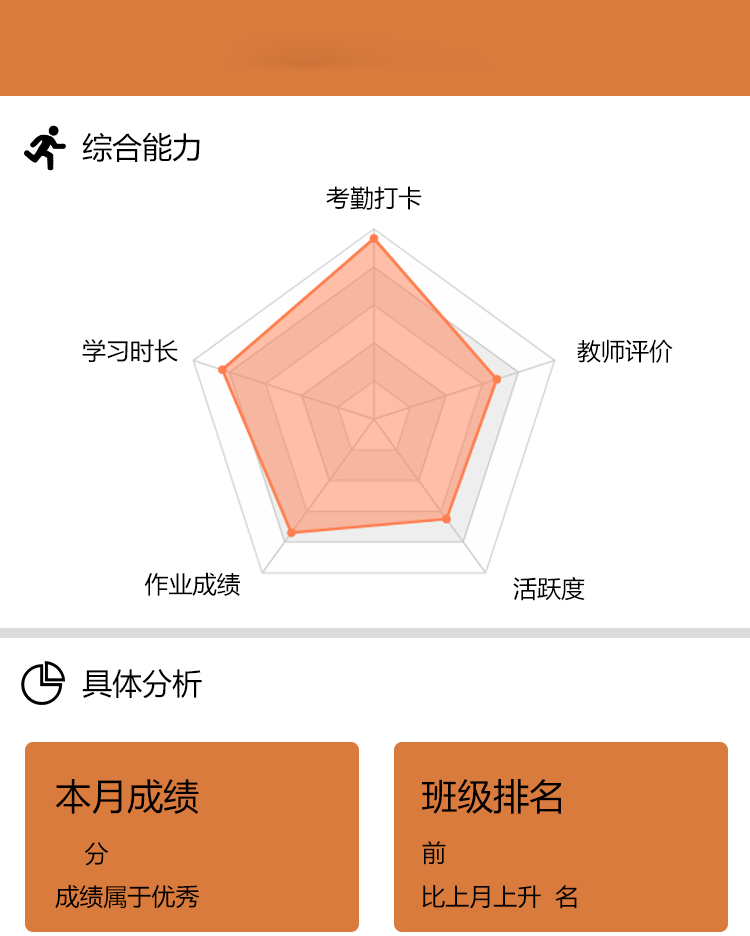 综合能力
考勤打卡
学习时长
教师评价
作业成绩
活跃度
具体分析
本月成绩
分
成绩属于优秀
班级排名
前
比上月上升 名